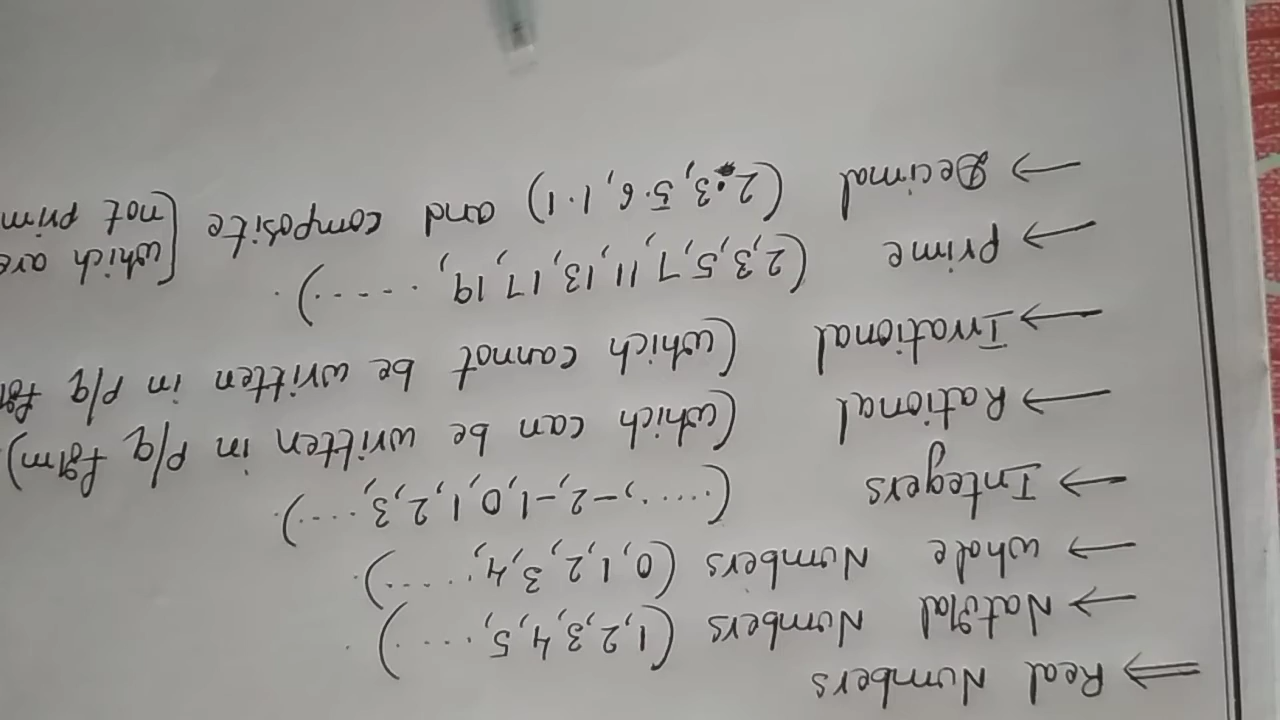 ⇒ Real Numbers
→ Natural Numbers (1,2,3,4,5, ....).
→ whole Numbers (0,1,2,3,4, ....).
→ Integers (....,-2,-1,0,1,2,3, ....).
→ Rational (which can be written in P/q form)
→ Irrational (which cannot be written in P/q
→ prime (2,3,5,7,11,13,17,19, .....). (which are
→ Decimal (2.3, 5.6, 1.1) and composite (not prim